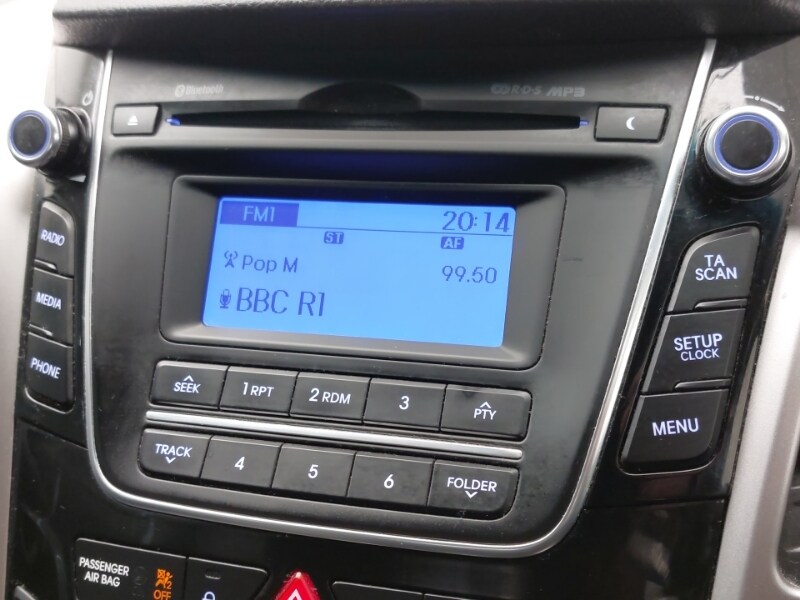 Bluetooth
R·D·S MP3
FM1
20:14
ST
AF
Pop M
99.50
BBC R1
RADIO
MEDIA
PHONE
TA
SCAN
SETUP
CLOCK
MENU
SEEK
1 RPT
2 RDM
3
PTY
TRACK
4
5
6
FOLDER
PASSENGER
AIR BAG
2
OFF